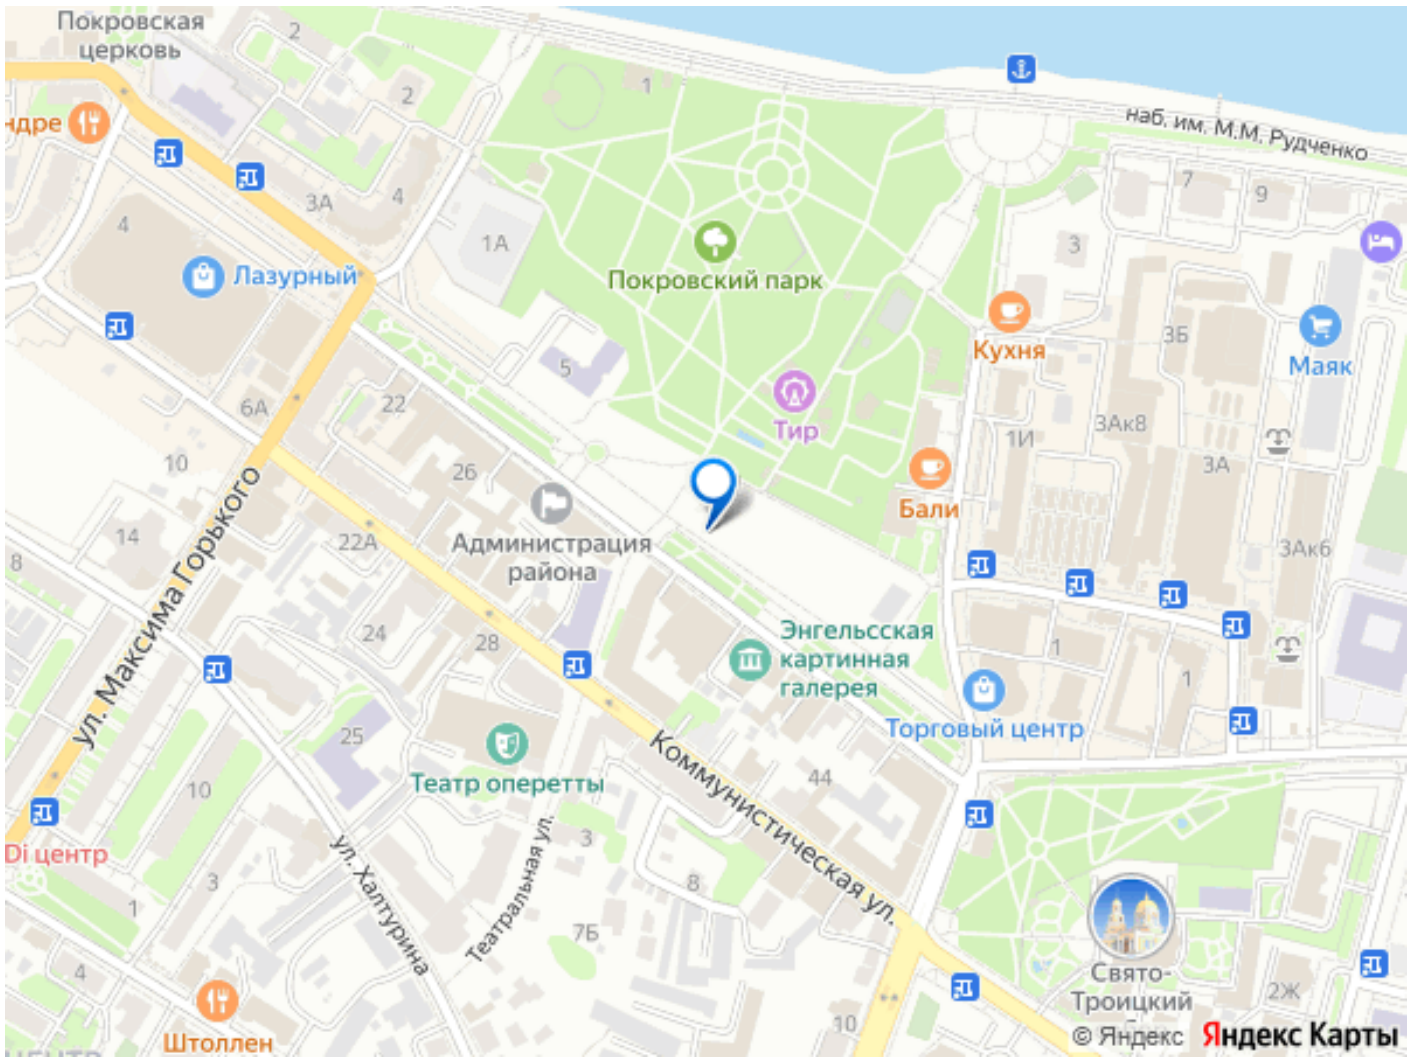 Покровская
церковь
2
1
2
наб. им. М.М. Рудченко
ндре
7
9
3А
4
4
1А
3
Лазурный
Покровский парк
Кухня
3Б
Маяк
5
6А
22
Тир
3Ак8
1И
3А
10
26
Бали
ул. Максима Горького
14
22А
Администрация
района
3Ак6
8
24
28
Энгельсская
картинная
галерея
1
1
25
Торговый центр
Театр оперетты
Коммунистическая ул.
44
10
Di центр
ул. Халтурина
Театральная ул.
3
3
8
1
7Б
4
Свято-
Троицкий
2Ж
Штоллен
10
© Яндекс Яндекс Карты